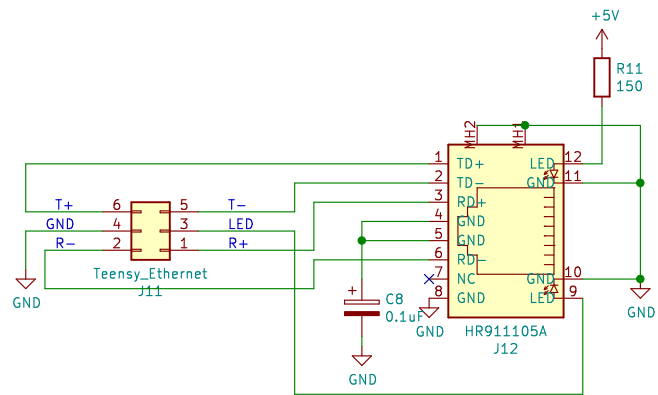 +5V
R11
150
MH2
MH1
1 TD+ LED 12
2 TD- GND 11
3 RD+
4 GND
5 GND
6 RD-
7 NC GND 10
8 GND LED 9
HR911105A
J12
T+ 6 5 T-
GND 4 3 LED
R- 2 1 R+
Teensy_Ethernet
J11
GND
+
C8
0.1uF
GND
GND
GND